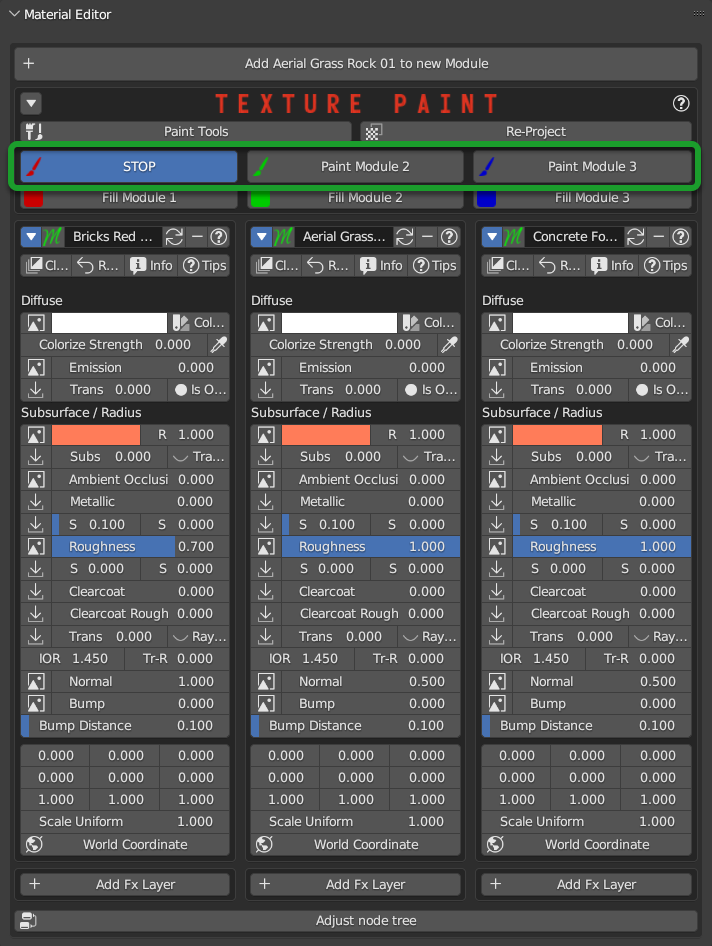 Material Editor
+ Add Aerial Grass Rock 01 to new Module
TEXTURE PAINT ?
Paint Tools Re-Project
STOP Paint Module 2 Paint Module 3
Fill Module 1 Fill Module 2 Fill Module 3
Bricks Red ... − ? Aerial Grass... − ? Concrete Fo... − ?
Cl... R... Info Tips Cl... R... Info Tips Cl... R... Info Tips
Diffuse Diffuse Diffuse
Col... Col... Col...
Colorize Strength 0.000 Colorize Strength 0.000 Colorize Strength 0.000
Emission 0.000 Emission 0.000 Emission 0.000
Trans 0.000 Is O... Trans 0.000 Is O... Trans 0.000 Is O...
Subsurface / Radius Subsurface / Radius Subsurface / Radius
R 1.000 R 1.000 R 1.000
Subs 0.000 Tra... Subs 0.000 Tra... Subs 0.000 Tra...
Ambient Occlusi 0.000 Ambient Occlusi 0.000 Ambient Occlusi 0.000
Metallic 0.000 Metallic 0.000 Metallic 0.000
S 0.100 S 0.000 S 0.100 S 0.000 S 0.100 S 0.000
Roughness 0.700 Roughness 1.000 Roughness 1.000
S 0.000 S 0.000 S 0.000 S 0.000 S 0.000 S 0.000
Clearcoat 0.000 Clearcoat 0.000 Clearcoat 0.000
Clearcoat Rough 0.000 Clearcoat Rough 0.000 Clearcoat Rough 0.000
Trans 0.000 Ray... Trans 0.000 Ray... Trans 0.000 Ray...
IOR 1.450 Tr-R 0.000 IOR 1.450 Tr-R 0.000 IOR 1.450 Tr-R 0.000
Normal 1.000 Normal 0.500 Normal 0.500
Bump 0.000 Bump 0.000 Bump 0.000
Bump Distance 0.100 Bump Distance 0.100 Bump Distance 0.100
0.000 0.000 0.000 0.000 0.000 0.000 0.000 0.000 0.000
0.000 0.000 0.000 0.000 0.000 0.000 0.000 0.000 0.000
1.000 1.000 1.000 1.000 1.000 1.000 1.000 1.000 1.000
Scale Uniform 1.000 Scale Uniform 1.000 Scale Uniform 1.000
World Coordinate World Coordinate World Coordinate
+ Add Fx Layer + Add Fx Layer + Add Fx Layer
Adjust node tree